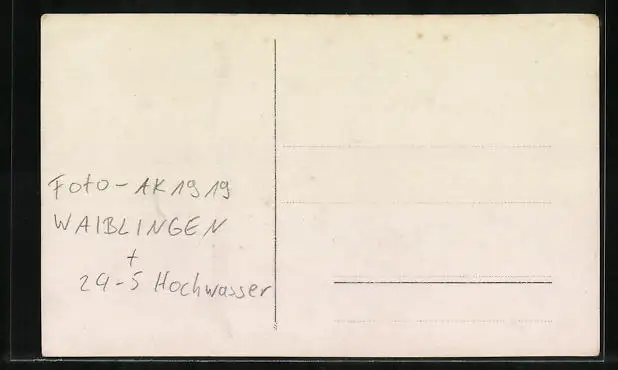 Foto-AK 1919
WAIBLINGEN
+
24-5 Hochwasser